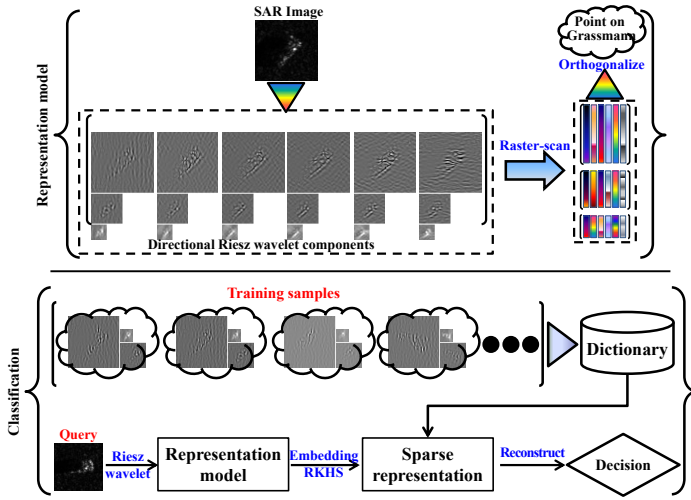 SAR Image
Point on
Grassmann
Orthogonalize
Representation model
Raster-scan
Directional Riesz wavelet components
Training samples
Dictionary
Classification
Query
Riesz
wavelet
Representation
model
Embedding
RKHS
Sparse
representation
Reconstruct
Decision